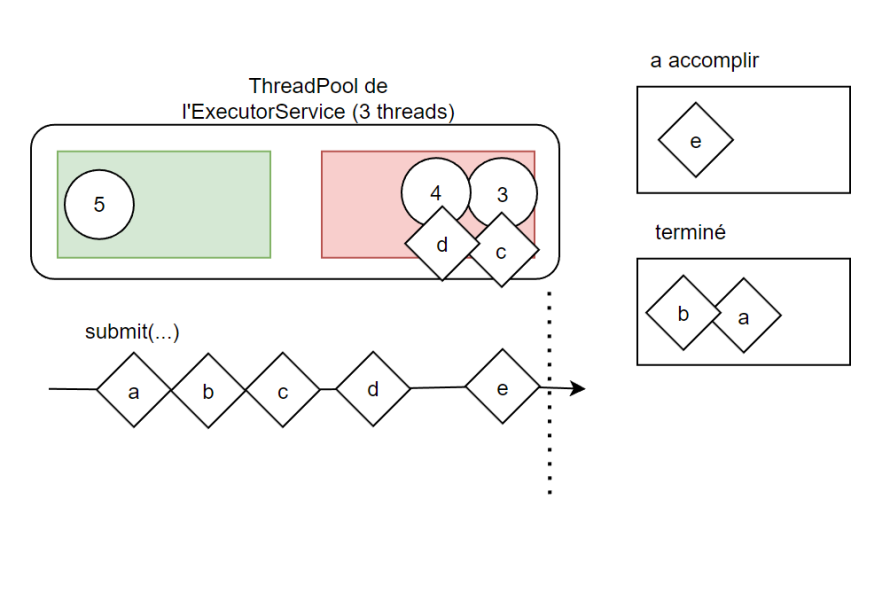 a accomplir
ThreadPool de
l'ExecutorService (3 threads)
e
5
4
3
d
c
terminé
b
a
submit(...)
a
b
c
d
e